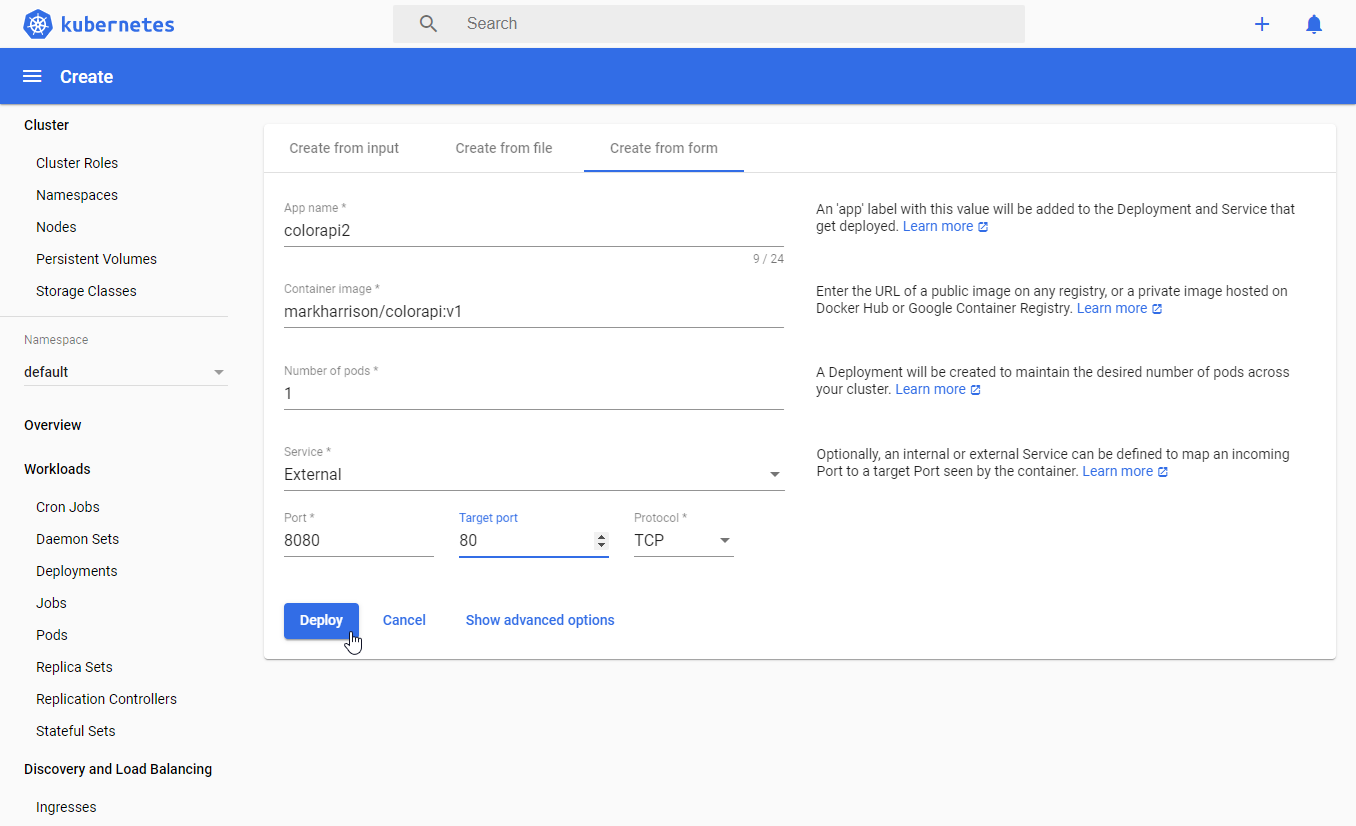 kubernetes
Search
Create
Cluster
Cluster Roles
Namespaces
Nodes
Persistent Volumes
Storage Classes
Namespace
default
Overview
Workloads
Cron Jobs
Daemon Sets
Deployments
Jobs
Pods
Replica Sets
Replication Controllers
Stateful Sets
Discovery and Load Balancing
Ingresses
Create from input
Create from file
Create from form
App name *
colorapi2
9 / 24
An 'app' label with this value will be added to the Deployment and Service that
get deployed. Learn more
Container image *
markharrison/colorapi:v1
Enter the URL of a public image on any registry, or a private image hosted on
Docker Hub or Google Container Registry. Learn more
Number of pods *
1
A Deployment will be created to maintain the desired number of pods across
your cluster. Learn more
Service *
External
Optionally, an internal or external Service can be defined to map an incoming
Port to a target Port seen by the container. Learn more
Port * Target port Protocol *
8080 80 TCP
Deploy Cancel Show advanced options